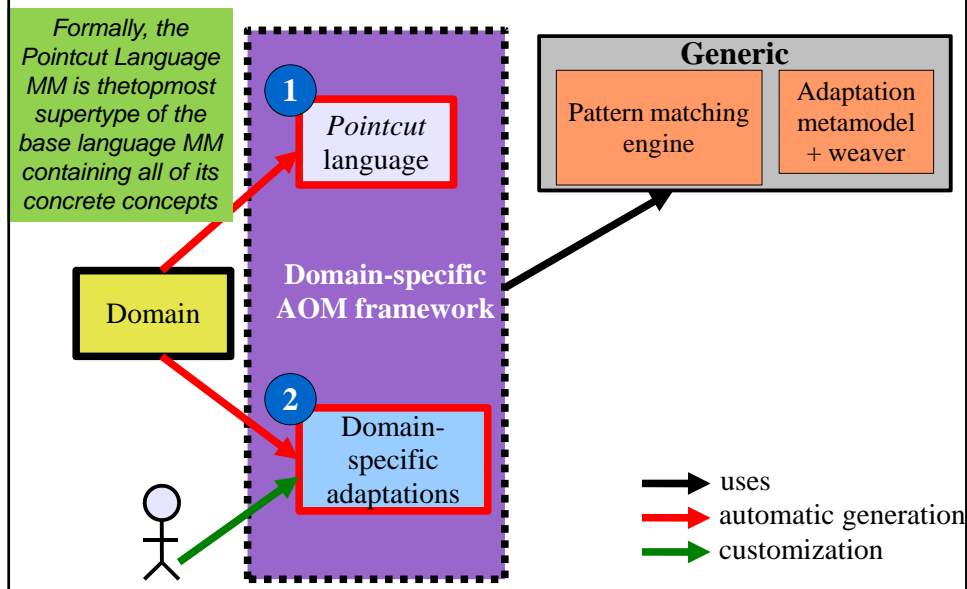 Formally, the
Pointcut Language
MM is thetopmost
supertype of the
base language MM
containing all of its
concrete concepts
1
Pointcut
language
Generic
Pattern matching
engine
Adaptation
metamodel
+ weaver
Domain-specific
AOM framework
Domain
2
Domain-
specific
adaptations
uses
automatic generation
customization